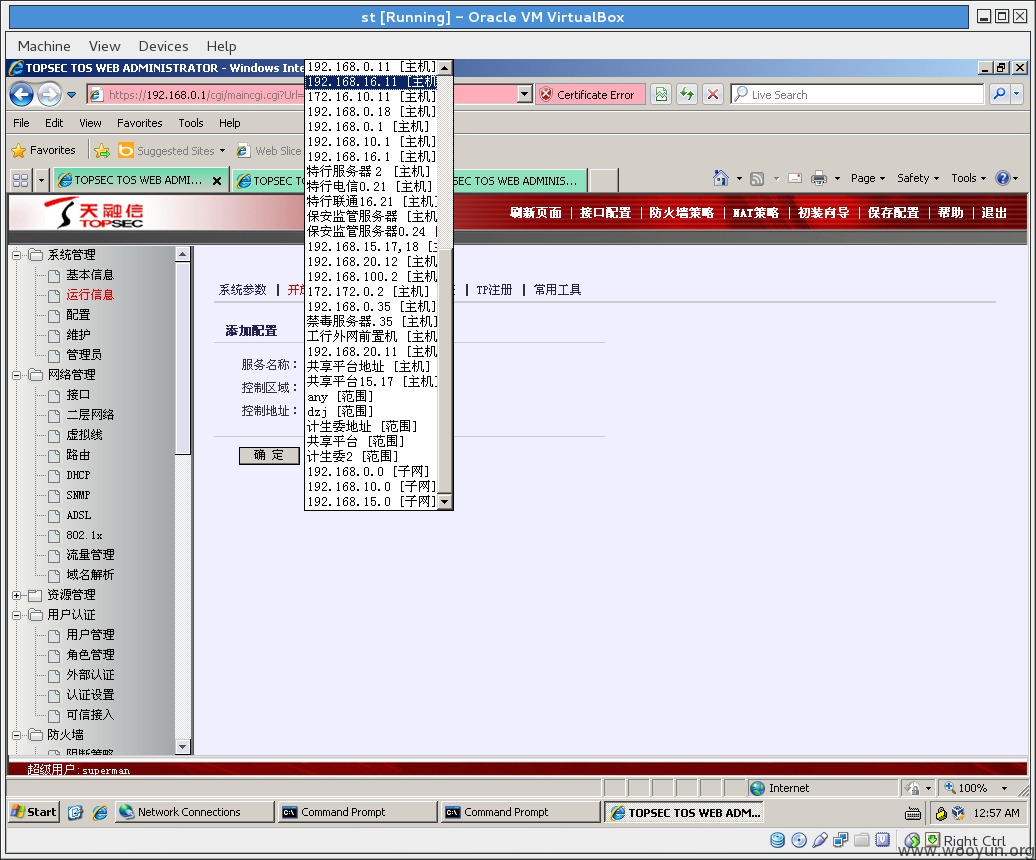 st [Running] - Oracle VM VirtualBox
Machine View Devices Help
TOPSEC TOS WEB ADMINISTRATOR - Windows Inte
https://192.168.0.1/cgi/maincgi.cgi?Url=
Certificate Error
Live Search
File Edit View Favorites Tools Help
Favorites
Suggested Sites
Web Slice
TOPSEC TOS WEB ADMI...
TOPSEC TC
SEC TOS WEB ADMINIS...
Page Safety Tools
天融信
TOPSEC
刷新页面 | 接口配置 | 防火墙策略 | NAT策略 | 初装向导 | 保存配置 | 帮助 | 退出
系统管理
基本信息
运行信息
配置
维护
管理员
网络管理
接口
二层网络
虚拟线
路由
DHCP
SNMP
ADSL
802.1x
流量管理
域名解析
资源管理
用户认证
用户管理
角色管理
外部认证
认证设置
可信接入
防火墙
阻断策略
系统参数 | 开放
| TP注册 | 常用工具
添加配置
服务名称：
控制区域：
控制地址：
确 定
192.168.0.11 [主机]
192.168.16.11 [主机
172.16.10.11 [主机]
192.168.0.18 [主机]
192.168.0.1 [主机]
192.168.10.1 [主机]
192.168.16.1 [主机]
特行服务器2 [主机]
特行电信0.21 [主机]
特行联通16.21 [主机]
保安监管服务器 [主机
保安监管服务器0.24 [
192.168.15.17,18 [主
192.168.20.12 [主机
192.168.100.2 [主机
172.172.0.2 [主机]
192.168.0.35 [主机]
禁毒服务器.35 [主机]
工行外网前置机 [主机
192.168.20.11 [主机
共享平台地址 [主机]
共享平台15.17 [主机]
any [范围]
dzj [范围]
计生委地址 [范围]
共享平台 [范围]
计生委2 [范围]
192.168.0.0 [子网]
192.168.10.0 [子网]
192.168.15.0 [子网]
超级用户:superman
Internet
100%
Start
Network Connections
Command Prompt
Command Prompt
TOPSEC TOS WEB ADM...
12:57 AM
Right Ctrl
www.wooyun.org